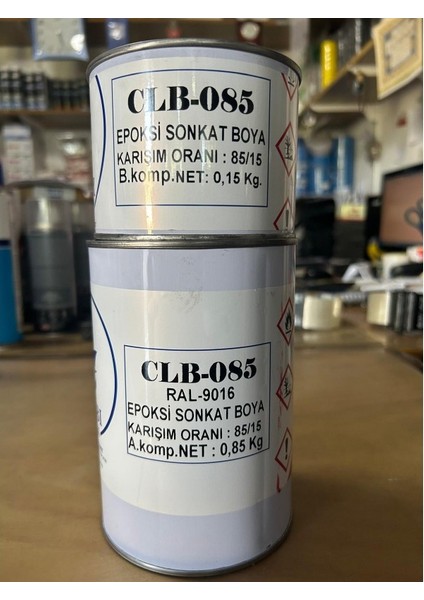 CLB-085
EPOKSİ SONKAT BOYA
KARIŞIM ORANI : 85/15
B.komp.NET: 0,15 Kg.
CLB-085
RAL-9016
EPOKSİ SONKAT BOYA
KARIŞIM ORANI : 85/15
A.komp.NET : 0,85 Kg